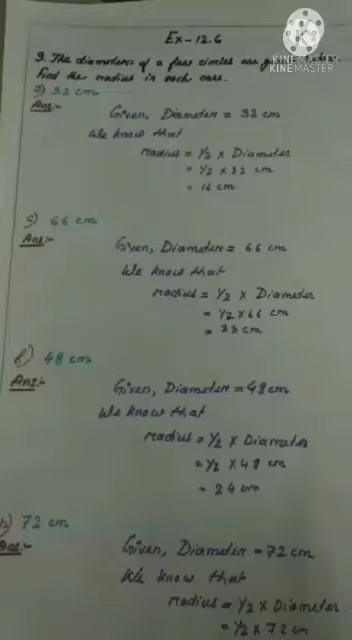 KINEMASTER
KINEMASTER
Ex-12.6
3. The diameters of a few circles are
Find the radius in each case.
32 cm
Ans:-
Given, Diameter = 32 cm
We know that
radius = 1/2 x Diameter
= 1/2 x 32 cm
= 16 cm
66 cm
Ans:-
Given, Diameter = 66 cm
We know that
radius = 1/2 x Diameter
= 1/2 x 66 cm
= 33 cm
48 cm
Ans:-
Given, Diameter = 48 cm
We know that
radius = 1/2 x Diameter
= 1/2 x 48 cm
= 24 cm
72 cm
Ans:-
Given, Diameter = 72 cm
We know that
radius = 1/2 x Diameter
= 1/2 x 72 cm